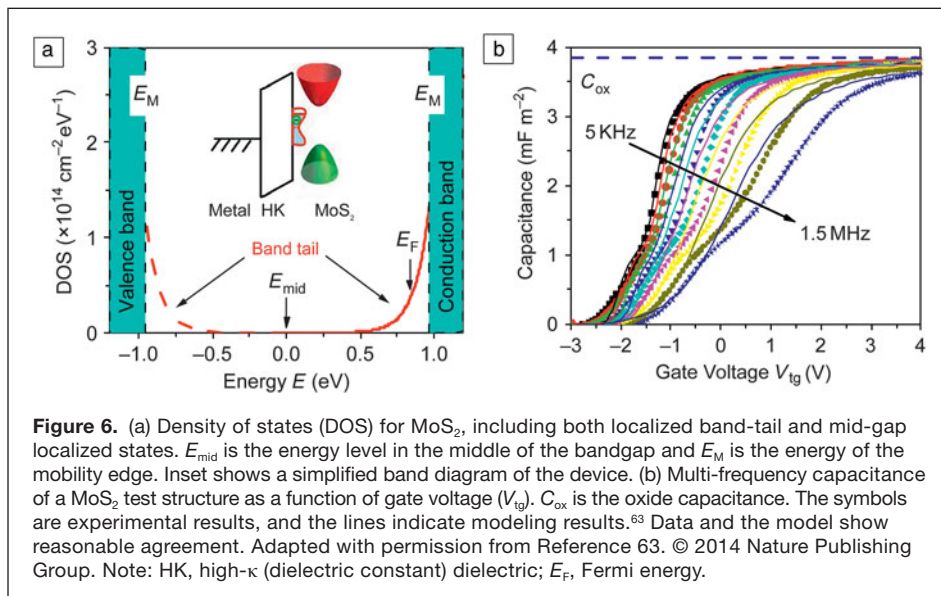 a
3
2
1
0
DOS (×10¹⁴ cm⁻² eV⁻¹)
Valence band
E_M
Metal HK MoS₂
Band tail
E_mid
E_F
E_M
Conduction band
−1.0 −0.5 0.0 0.5 1.0
Energy E (eV)
b
4
3
2
1
0
Capacitance (mF m⁻²)
C_ox
5 KHz
1.5 MHz
−3 −2 −1 0 1 2 3 4
Gate Voltage V_tg (V)
Figure 6. (a) Density of states (DOS) for MoS₂, including both localized band-tail and mid-gap
localized states. E_mid is the energy level in the middle of the bandgap and E_M is the energy of the
mobility edge. Inset shows a simplified band diagram of the device. (b) Multi-frequency capacitance
of a MoS₂ test structure as a function of gate voltage (V_tg). C_ox is the oxide capacitance. The symbols
are experimental results, and the lines indicate modeling results.⁶³ Data and the model show
reasonable agreement. Adapted with permission from Reference 63. © 2014 Nature Publishing
Group. Note: HK, high-κ (dielectric constant) dielectric; E_F, Fermi energy.